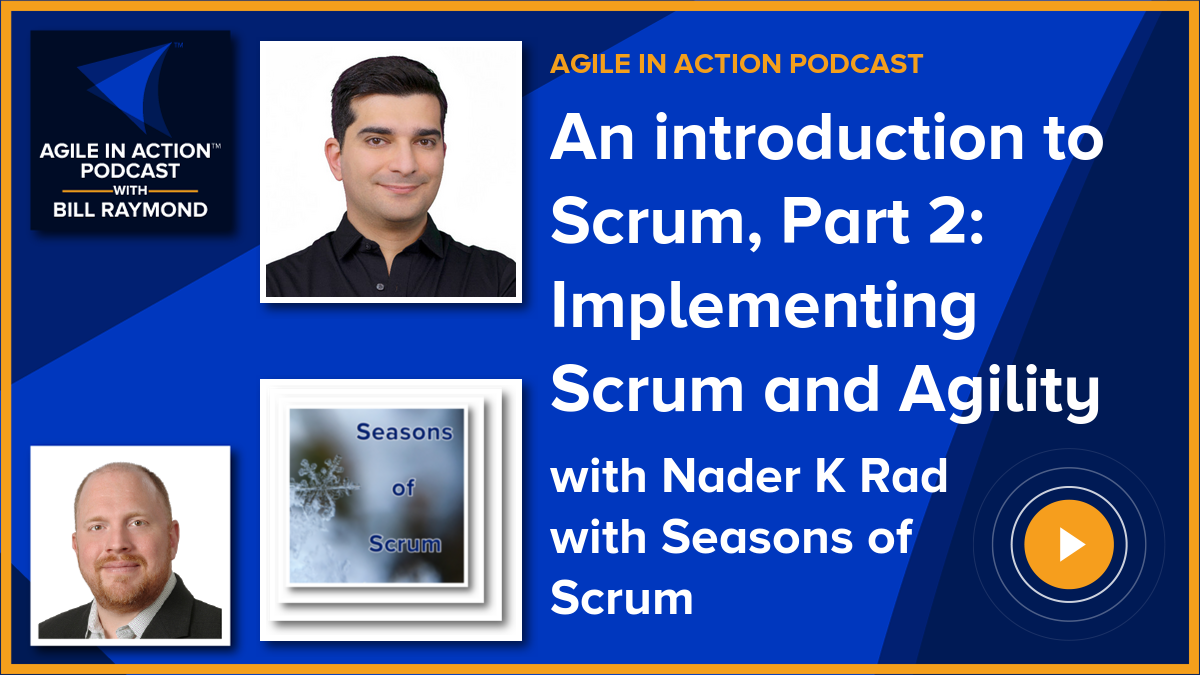 TM
AGILE IN ACTION™
PODCAST
WITH
BILL RAYMOND
AGILE IN ACTION PODCAST
An introduction to
Scrum, Part 2:
Implementing
Scrum and Agility
with Nader K Rad
with Seasons of
Scrum
Seasons
of
Scrum